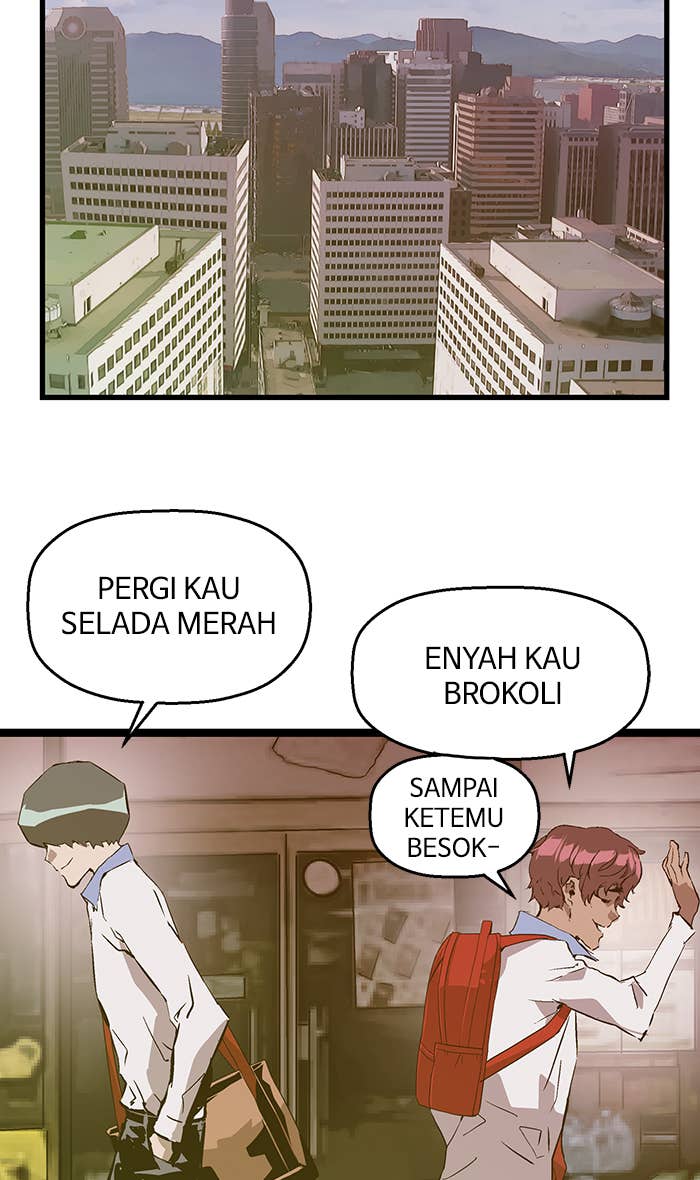 PERGI KAU
SELADA MERAH
ENYAH KAU
BROKOLI
SAMPAI
KETEMU
BESOK-